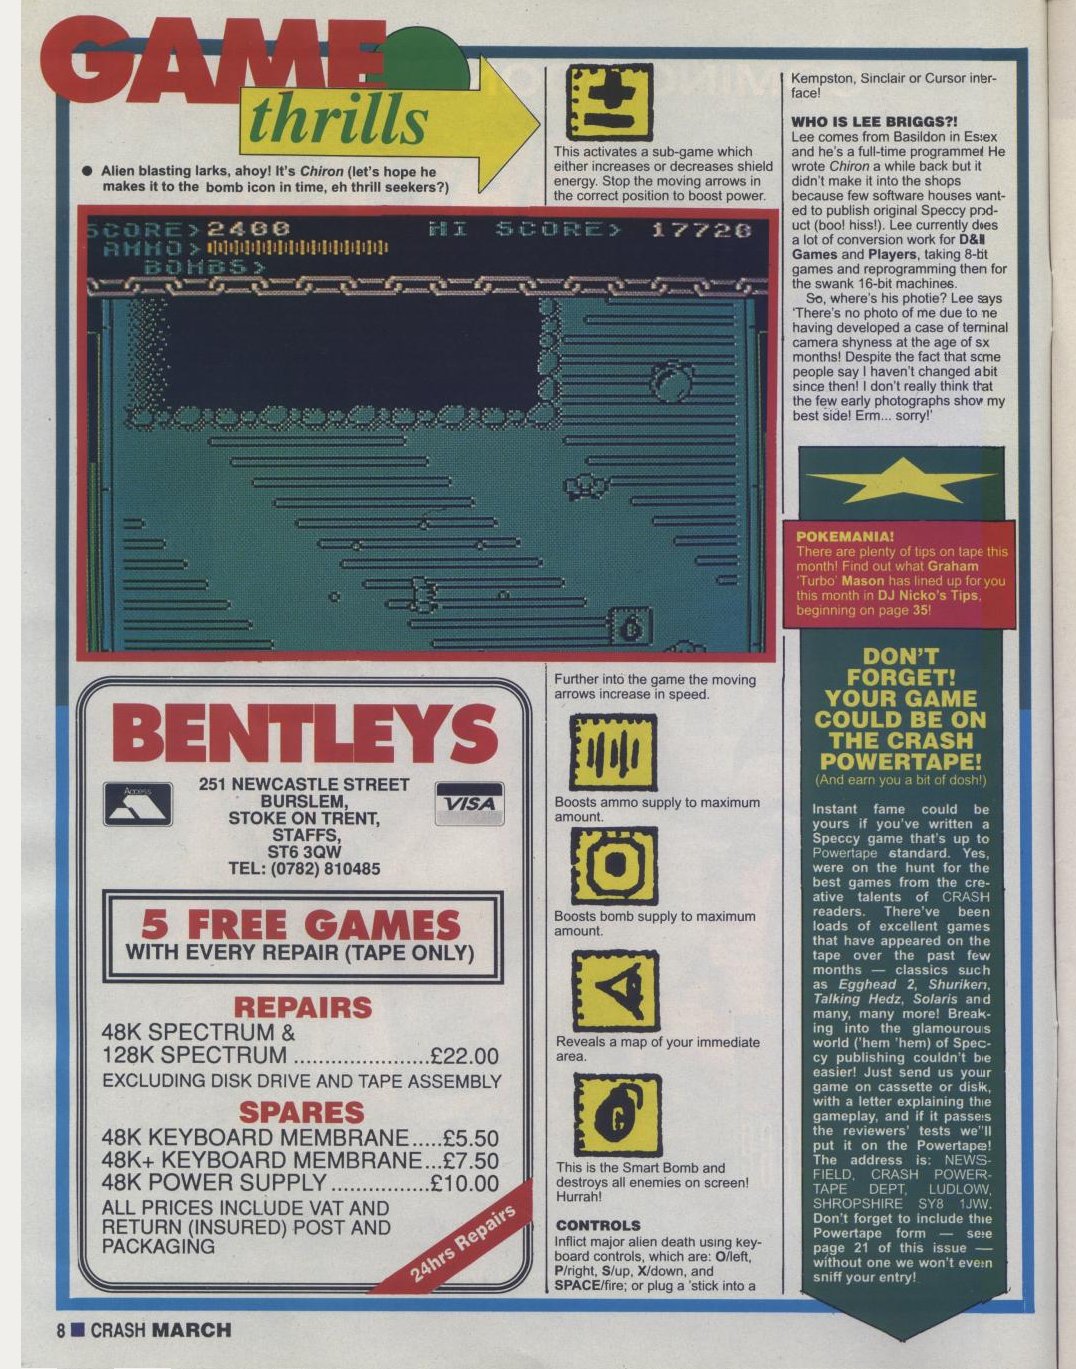 GAME
thrills
● Alien blasting larks, ahoy! It's Chiron (let's hope he
makes it to the bomb icon in time, eh thrill seekers?)
SCORE>2400 HI SCORE> 17720
AMMO>
BOMBS>
6
BENTLEYS
Access
251 NEWCASTLE STREET
BURSLEM,
STOKE ON TRENT,
STAFFS,
ST6 3QW
TEL: (0782) 810485
VISA
5 FREE GAMES
WITH EVERY REPAIR (TAPE ONLY)
REPAIRS
48K SPECTRUM &
128K SPECTRUM ......................£22.00
EXCLUDING DISK DRIVE AND TAPE ASSEMBLY
SPARES
48K KEYBOARD MEMBRANE.....£5.50
48K+ KEYBOARD MEMBRANE...£7.50
48K POWER SUPPLY................£10.00
ALL PRICES INCLUDE VAT AND
RETURN (INSURED) POST AND
PACKAGING
24hrs Repairs
This activates a sub-game which
either increases or decreases shield
energy. Stop the moving arrows in
the correct position to boost power.
Further into the game the moving
arrows increase in speed.
Boosts ammo supply to maximum
amount.
Boosts bomb supply to maximum
amount.
Reveals a map of your immediate
area.
This is the Smart Bomb and
destroys all enemies on screen!
Hurrah!
CONTROLS
Inflict major alien death using key-
board controls, which are: O/left,
P/right, S/up, X/down, and
SPACE/fire; or plug a 'stick into a
Kempston, Sinclair or Cursor inter-
face!
WHO IS LEE BRIGGS?!
Lee comes from Basildon in Essex
and he's a full-time programmer! He
wrote Chiron a while back but it
didn't make it into the shops
because few software houses want-
ed to publish original Speccy prod-
uct (boo! hiss!). Lee currently does
a lot of conversion work for D&H
Games and Players, taking 8-bit
games and reprogramming then for
the swank 16-bit machines.
So, where's his photie? Lee says
'There's no photo of me due to me
having developed a case of terminal
camera shyness at the age of six
months! Despite the fact that some
people say I haven't changed a bit
since then! I don't really think that
the few early photographs show my
best side! Erm... sorry!'
POKEMANIA!
There are plenty of tips on tape this
month! Find out what Graham
'Turbo' Mason has lined up for you
this month in DJ Nicko's Tips,
beginning on page 35!
DON'T
FORGET!
YOUR GAME
COULD BE ON
THE CRASH
POWERTAPE!
(And earn you a bit of dosh!)
Instant fame could be
yours if you've written a
Speccy game that's up to
Powertape standard. Yes,
were on the hunt for the
best games from the cre-
ative talents of CRASH
readers. There've been
loads of excellent games
that have appeared on the
tape over the past few
months — classics such
as Egghead 2, Shuriken,
Talking Hedz, Solaris and
many, many more! Break-
ing into the glamourous
world ('hem 'hem) of Spec-
cy publishing couldn't be
easier! Just send us your
game on cassette or disk,
with a letter explaining the
gameplay, and if it passes
the reviewers' tests we"ll
put it on the Powertape!
The address is: NEWS-
FIELD, CRASH POWER-
TAPE DEPT, LUDLOW,
SHROPSHIRE SY8 1JW.
Don't forget to include the
Powertape form — see
page 21 of this issue —
without one we won't even
sniff your entry!
8 ■ CRASH MARCH